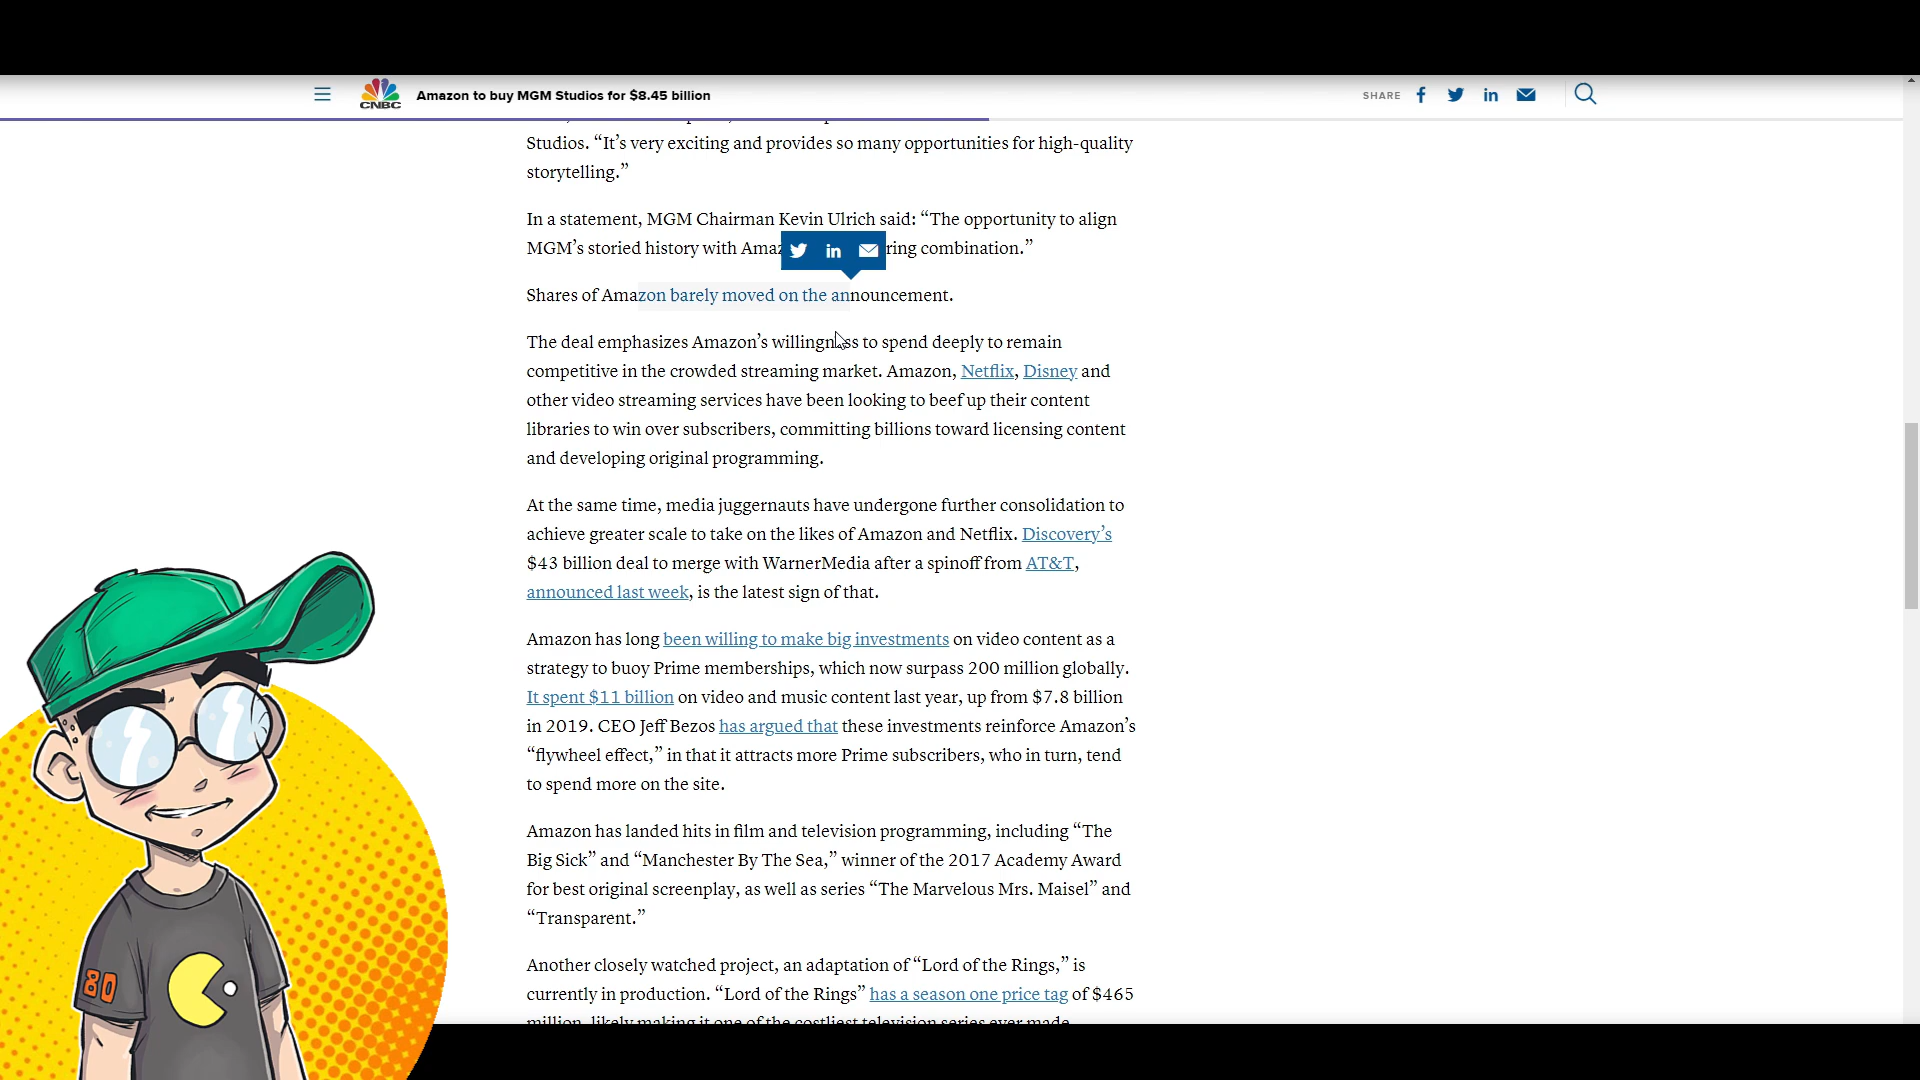 CNBC
Amazon to buy MGM Studios for $8.45 billion
SHARE
Studios. “It’s very exciting and provides so many opportunities for high-quality
storytelling.”
In a statement, MGM Chairman Kevin Ulrich said: “The opportunity to align
MGM’s storied history with Amaz ring combination.”
Shares of Amazon barely moved on the announcement.
The deal emphasizes Amazon’s willingness to spend deeply to remain
competitive in the crowded streaming market. Amazon, Netflix, Disney and
other video streaming services have been looking to beef up their content
libraries to win over subscribers, committing billions toward licensing content
and developing original programming.
At the same time, media juggernauts have undergone further consolidation to
achieve greater scale to take on the likes of Amazon and Netflix. Discovery’s
$43 billion deal to merge with WarnerMedia after a spinoff from AT&T,
announced last week, is the latest sign of that.
Amazon has long been willing to make big investments on video content as a
strategy to buoy Prime memberships, which now surpass 200 million globally.
It spent $11 billion on video and music content last year, up from $7.8 billion
in 2019. CEO Jeff Bezos has argued that these investments reinforce Amazon’s
“flywheel effect,” in that it attracts more Prime subscribers, who in turn, tend
to spend more on the site.
Amazon has landed hits in film and television programming, including “The
Big Sick” and “Manchester By The Sea,” winner of the 2017 Academy Award
for best original screenplay, as well as series “The Marvelous Mrs. Maisel” and
“Transparent.”
Another closely watched project, an adaptation of “Lord of the Rings,” is
currently in production. “Lord of the Rings” has a season one price tag of $465
million, likely making it one of the costliest television series ever made.
80